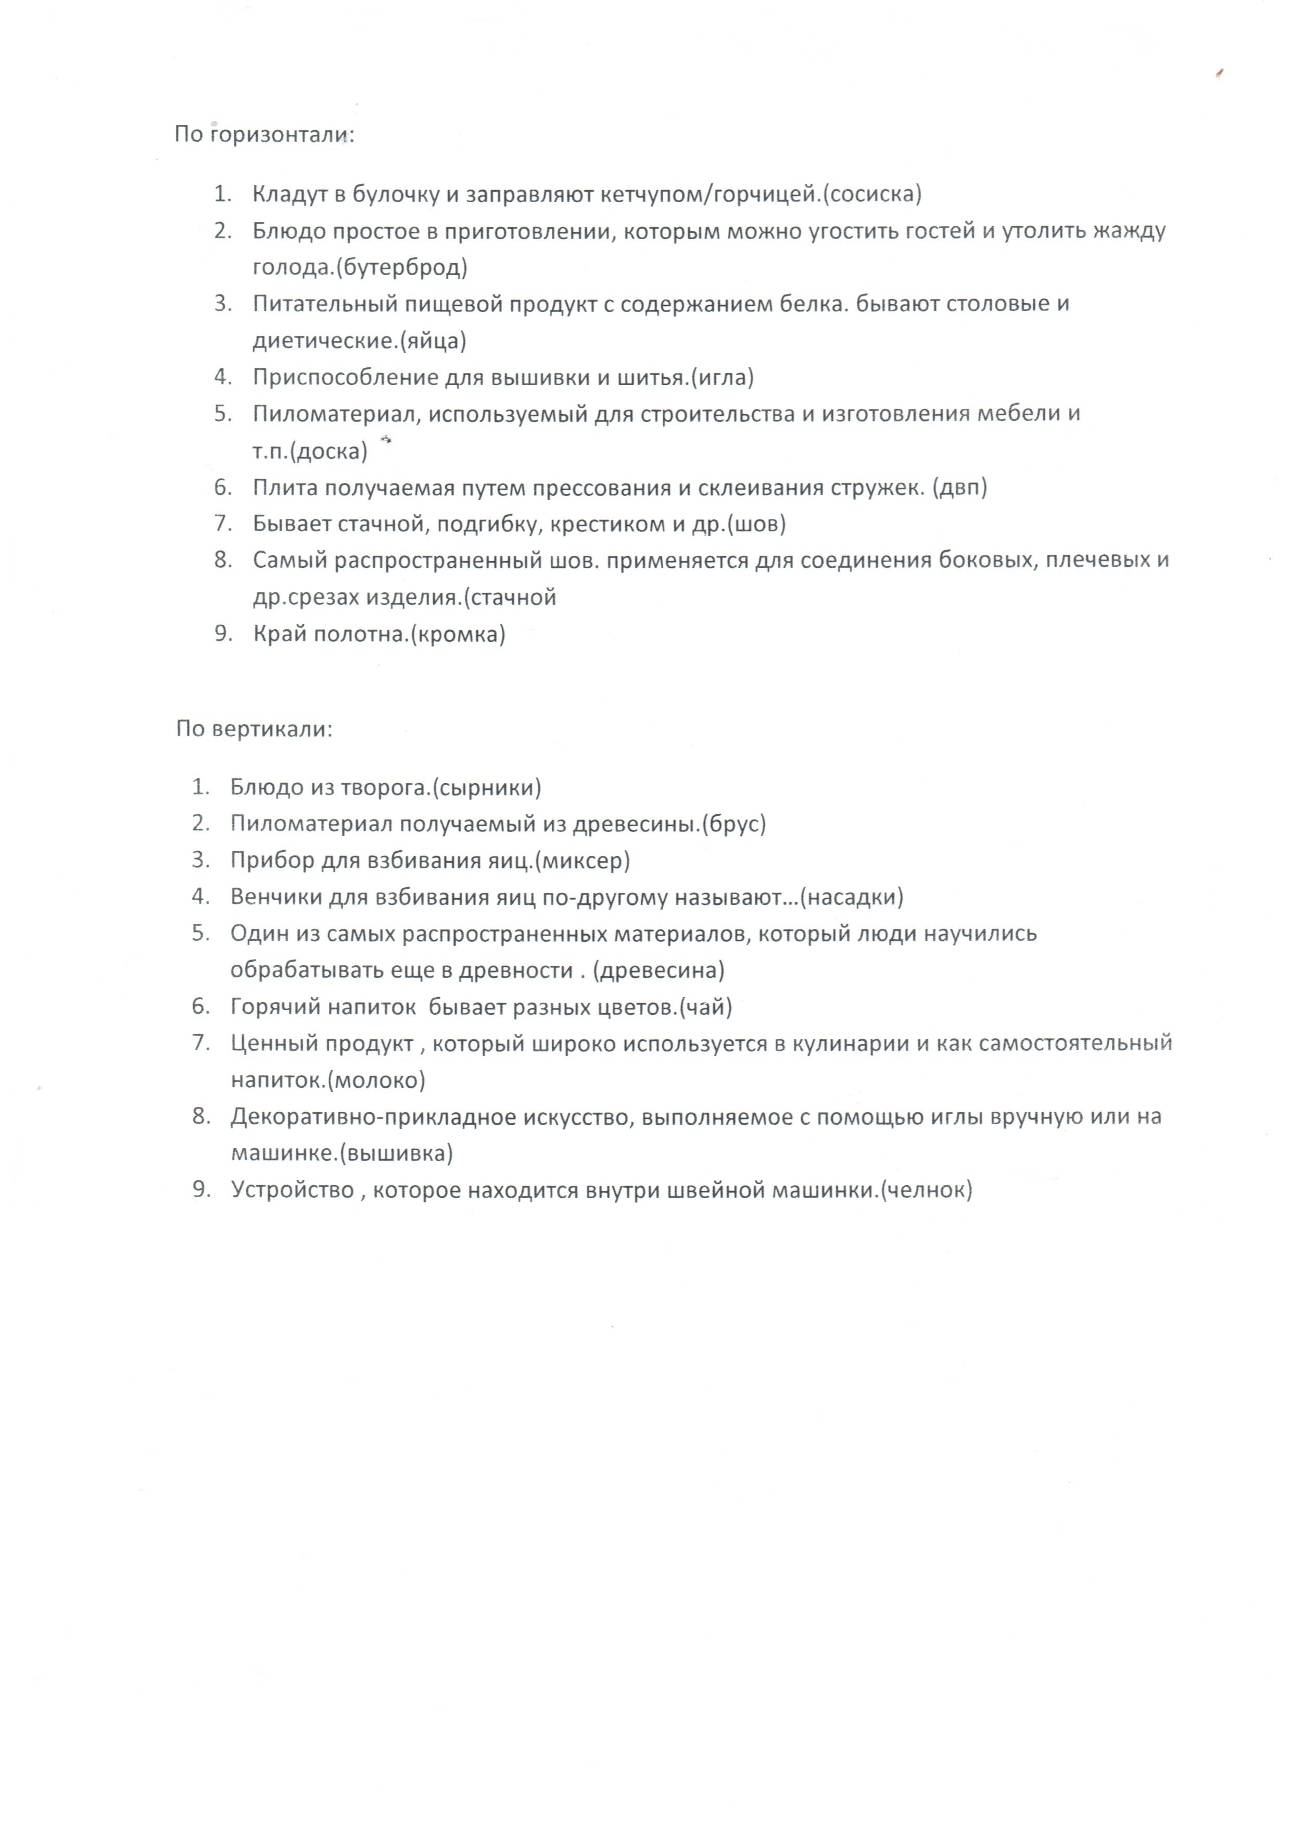 По горизонтали:
1. Кладут в булочку и заправляют кетчупом/горчицей.(сосиска)
2. Блюдо простое в приготовлении, которым можно угостить гостей и утолить жажду
голода.(бутерброд)
3. Питательный пищевой продукт с содержанием белка. бывают столовые и
диетические.(яйца)
4. Приспособление для вышивки и шитья.(игла)
5. Пиломатериал, используемый для строительства и изготовления мебели и
т.п.(доска)
6. Плита получаемая путем прессования и склеивания стружек. (двп)
7. Бывает стачной, подгибку, крестиком и др.(шов)
8. Самый распространенный шов. применяется для соединения боковых, плечевых и
др.срезах изделия.(стачной
9. Край полотна.(кромка)
По вертикали:
1. Блюдо из творога.(сырники)
2. Пиломатериал получаемый из древесины.(брус)
3. Прибор для взбивания яиц.(миксер)
4. Венчики для взбивания яиц по-другому называют...(насадки)
5. Один из самых распространенных материалов, который люди научились
обрабатывать еще в древности . (древесина)
6. Горячий напиток  бывает разных цветов.(чай)
7. Ценный продукт , который широко используется в кулинарии и как самостоятельный
напиток.(молоко)
8. Декоративно-прикладное искусство, выполняемое с помощью иглы вручную или на
машинке.(вышивка)
9. Устройство , которое находится внутри швейной машинки.(челнок)